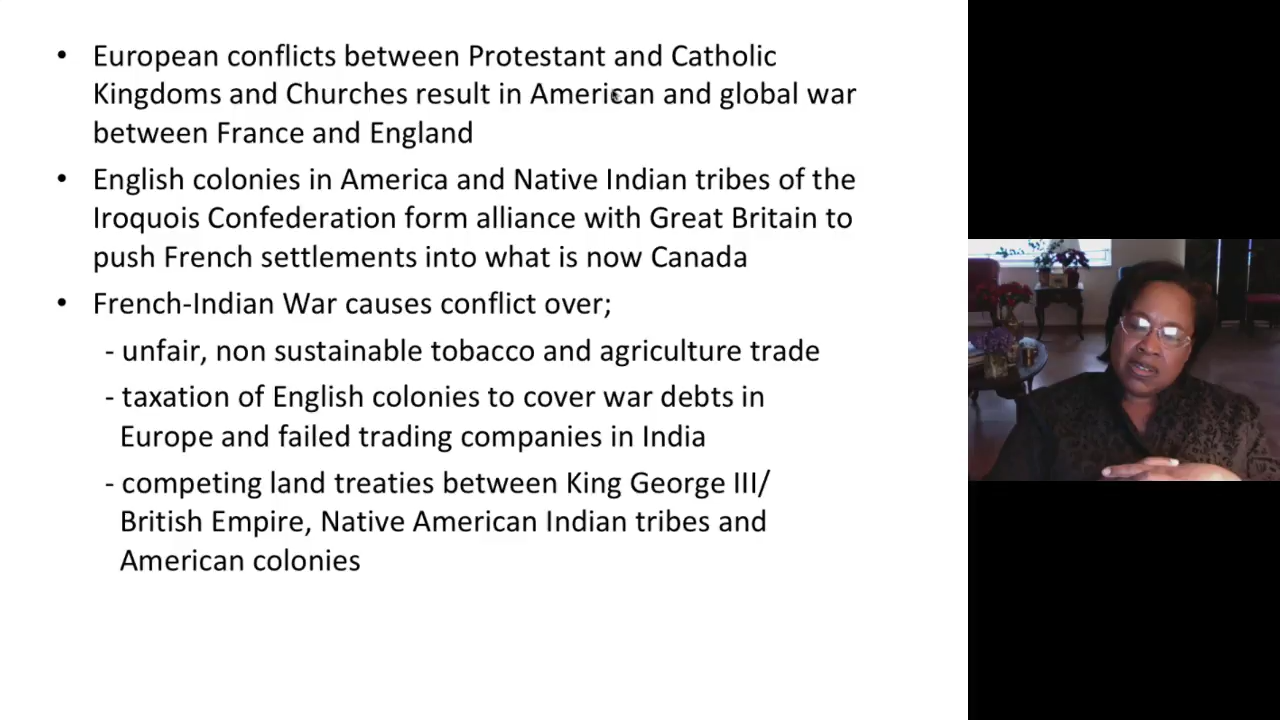 • European conflicts between Protestant and Catholic
Kingdoms and Churches result in American and global war
between France and England
• English colonies in America and Native Indian tribes of the
Iroquois Confederation form alliance with Great Britain to
push French settlements into what is now Canada
• French-Indian War causes conflict over;
- unfair, non sustainable tobacco and agriculture trade
- taxation of English colonies to cover war debts in
Europe and failed trading companies in India
- competing land treaties between King George III/
British Empire, Native American Indian tribes and
American colonies